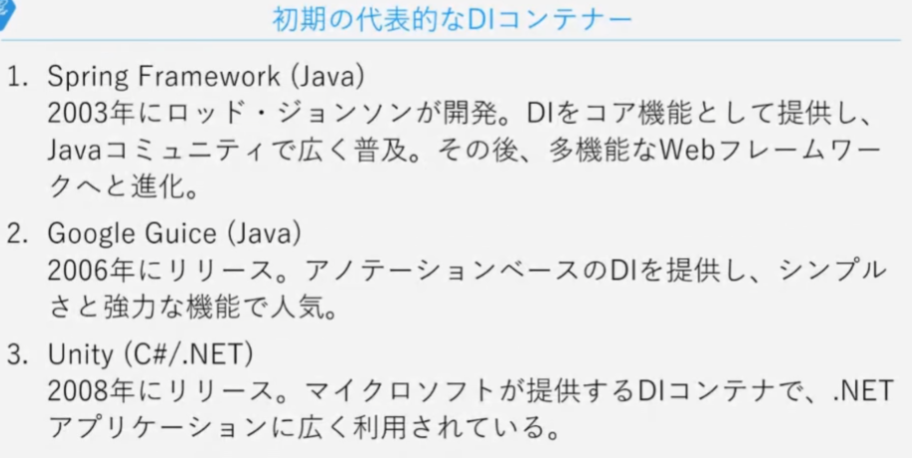 初期の代表的なDIコンテナー
1. Spring Framework (Java)
2003年にロッド・ジョンソンが開発。DIをコア機能として提供し、
Javaコミュニティで広く普及。その後、多機能なWebフレームワー
クへと進化。
2. Google Guice (Java)
2006年にリリース。アノテーションベースのDIを提供し、シンプル
さと強力な機能で人気。
3. Unity (C#/.NET)
2008年にリリース。マイクロソフトが提供するDIコンテナで、.NET
アプリケーションに広く利用されている。